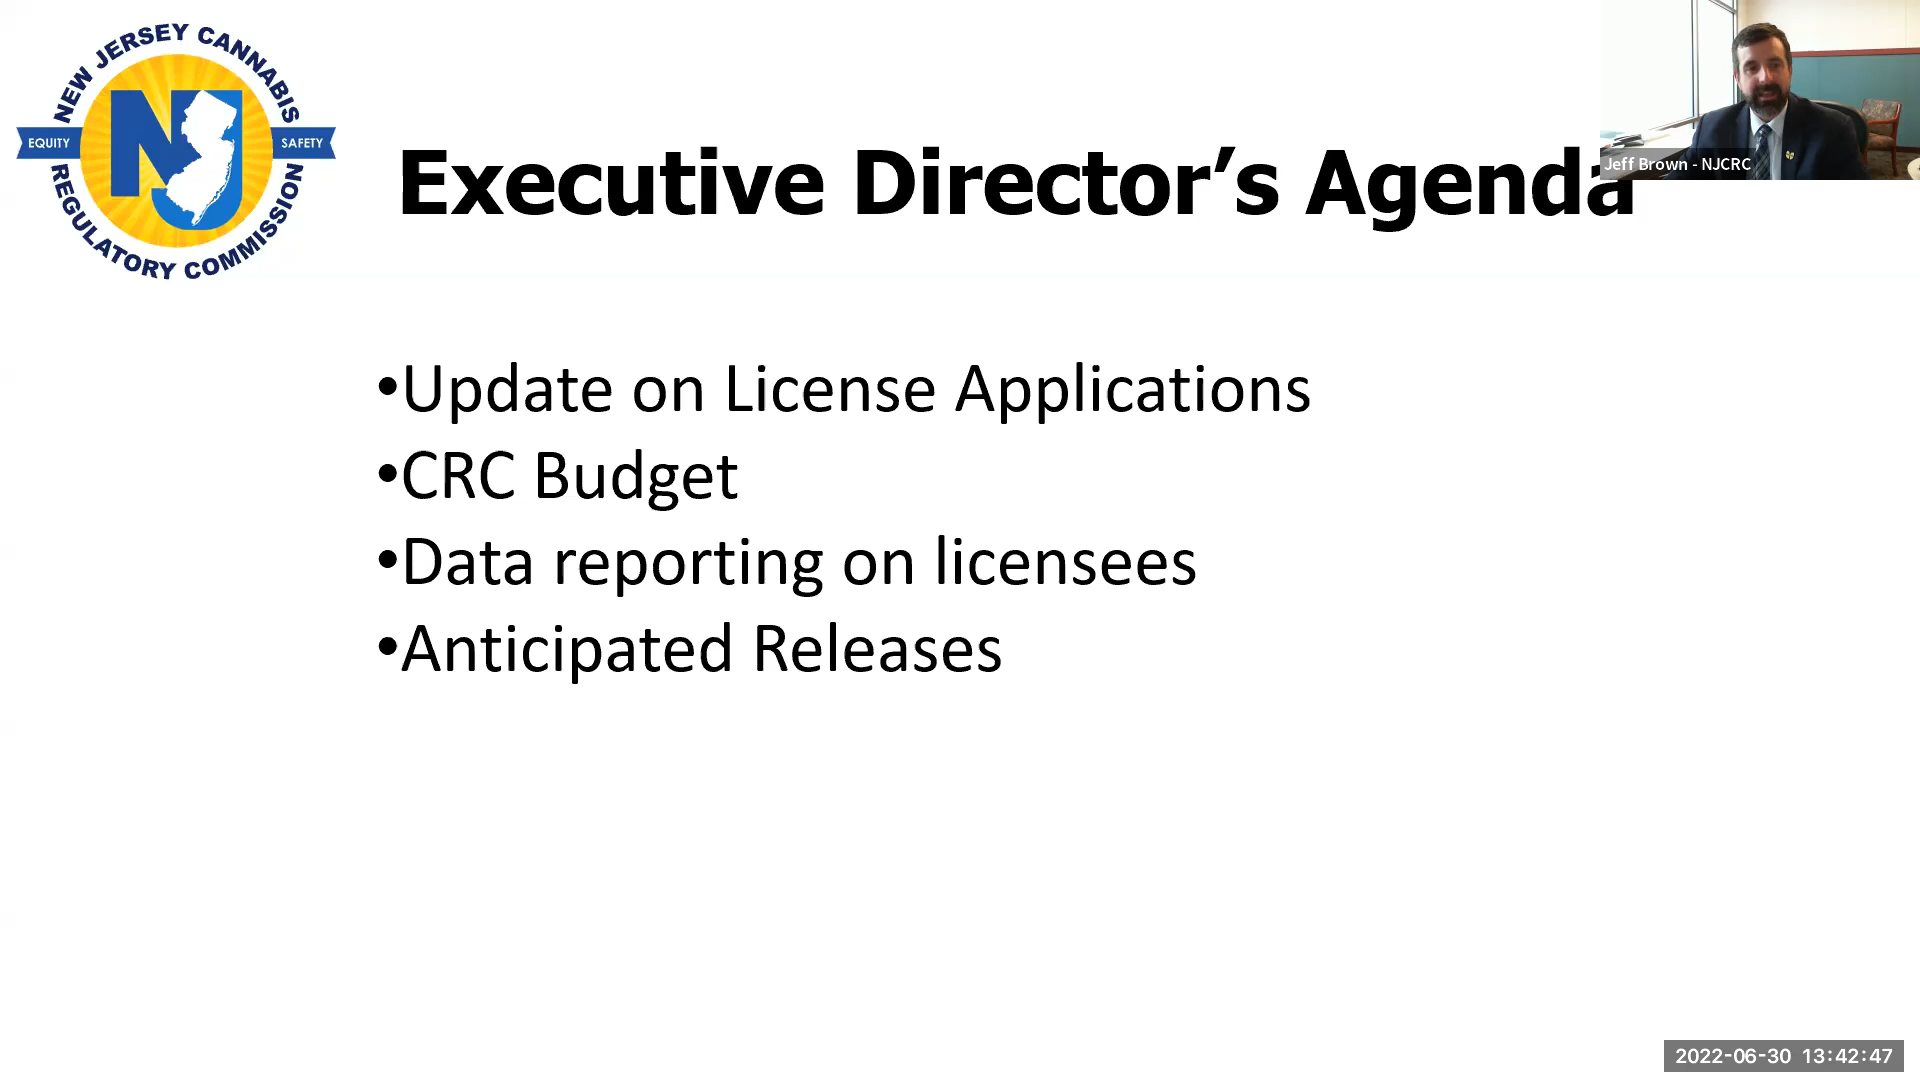 NEW JERSEY CANNABIS
EQUITY
SAFETY
REGULATORY COMMISSION
NJ
Executive Director’s Agenda
Jeff Brown - NJCRC
•Update on License Applications
•CRC Budget
•Data reporting on licensees
•Anticipated Releases
2022-06-30 13:42:47